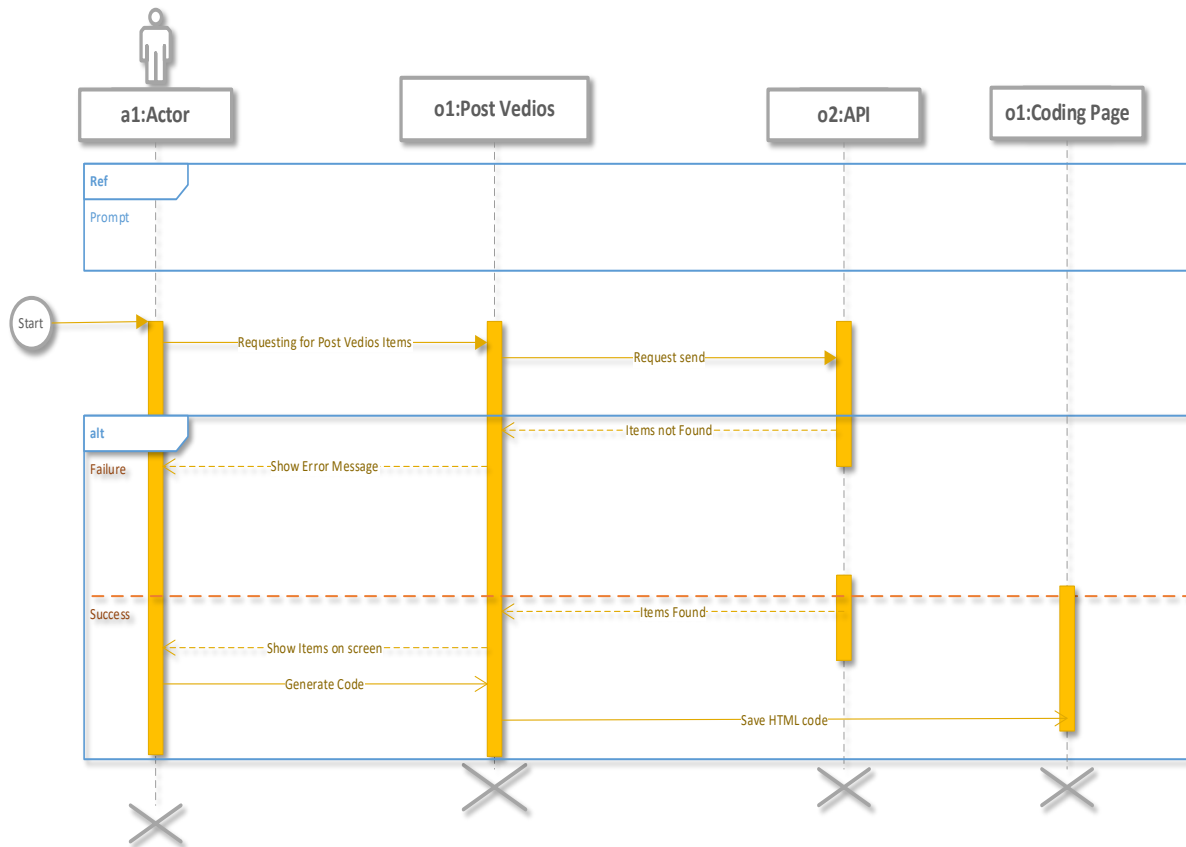 a1:Actor
o1:Post Vedios
o2:API
o1:Coding Page
Ref
Prompt
Start
Requesting for Post Vedios Items
Request send
alt
Items not Found
Failure
Show Error Message
Success
Items Found
Show Items on screen
Generate Code
Save HTML code